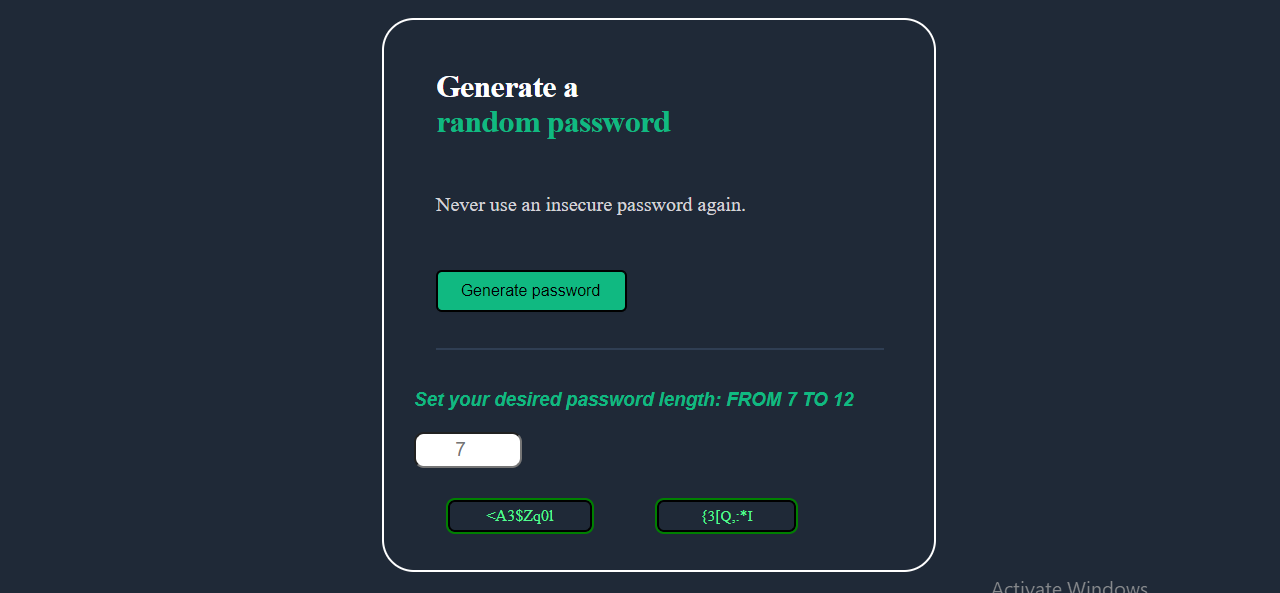 Generate a
random password
Never use an insecure password again.
Generate password
Set your desired password length: FROM 7 TO 12
7
<A3$Zq0l
{3[Q,:*I
Activate Windows